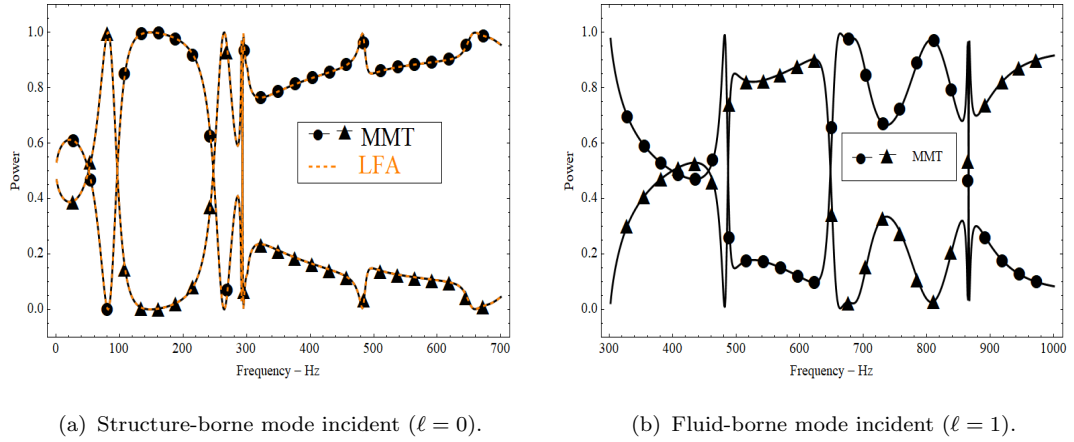 1.0
0.8
0.6
0.4
0.2
0.0
Power
0 100 200 300 400 500 600 700
Frequency – Hz
MMT
LFA
(a) Structure-borne mode incident (ℓ = 0).
1.0
0.8
0.6
0.4
0.2
0.0
Power
300 400 500 600 700 800 900 1000
Frequency – Hz
MMT
(b) Fluid-borne mode incident (ℓ = 1).